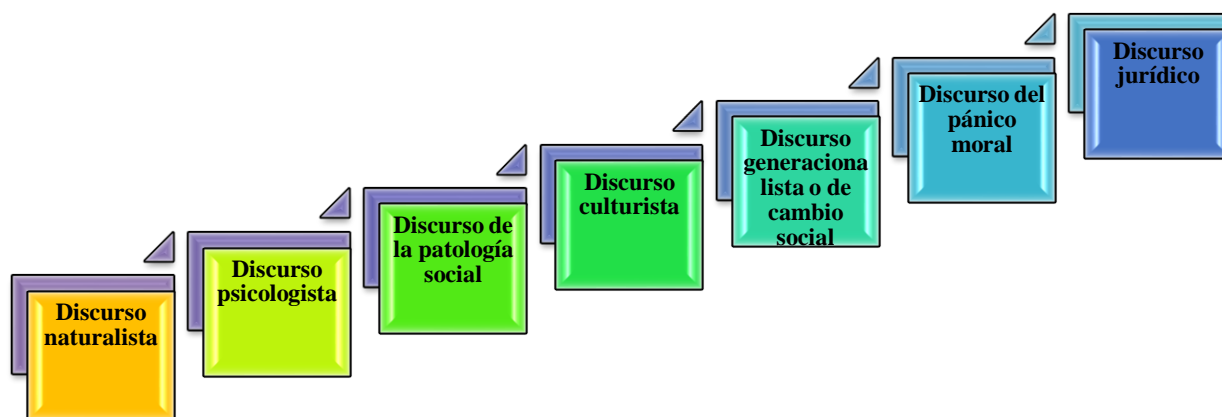 Discurso
naturalista
Discurso
psicologista
Discurso de
la patología
social
Discurso
culturista
Discurso
generaciona
lista o de
cambio
social
Discurso del
pánico
moral
Discurso
jurídico